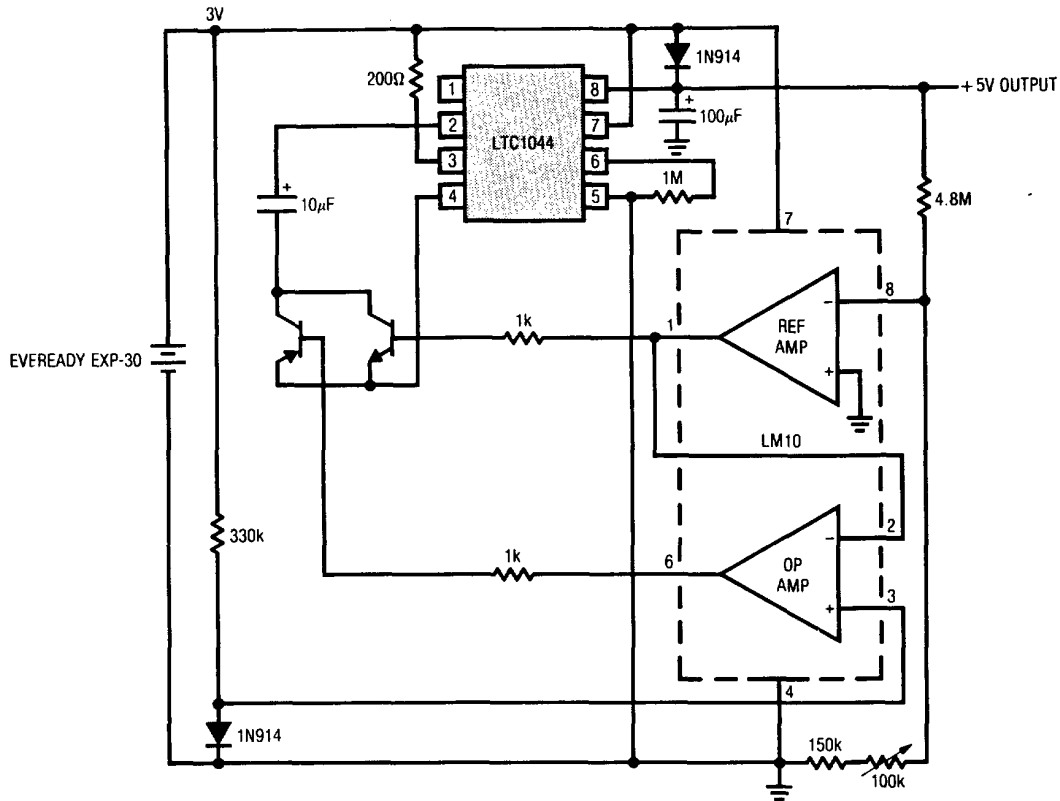 3V
1N914
200Ω
1
2
3
4
LTC1044
8
7
6
5
+
100μF
+ 5V OUTPUT
1M
+
10μF
4.8M
7
8
1k
1
REF
AMP
−
+
EVEREADY EXP-30
LM10
330k
1k
6
OP
AMP
−
+
2
3
4
1N914
150k
100k